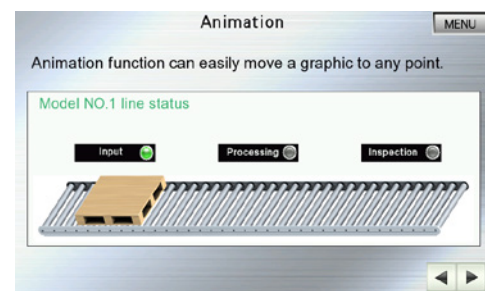 Animation
MENU
Animation function can easily move a graphic to any point.
Model NO.1 line status
Input
Processing
Inspection